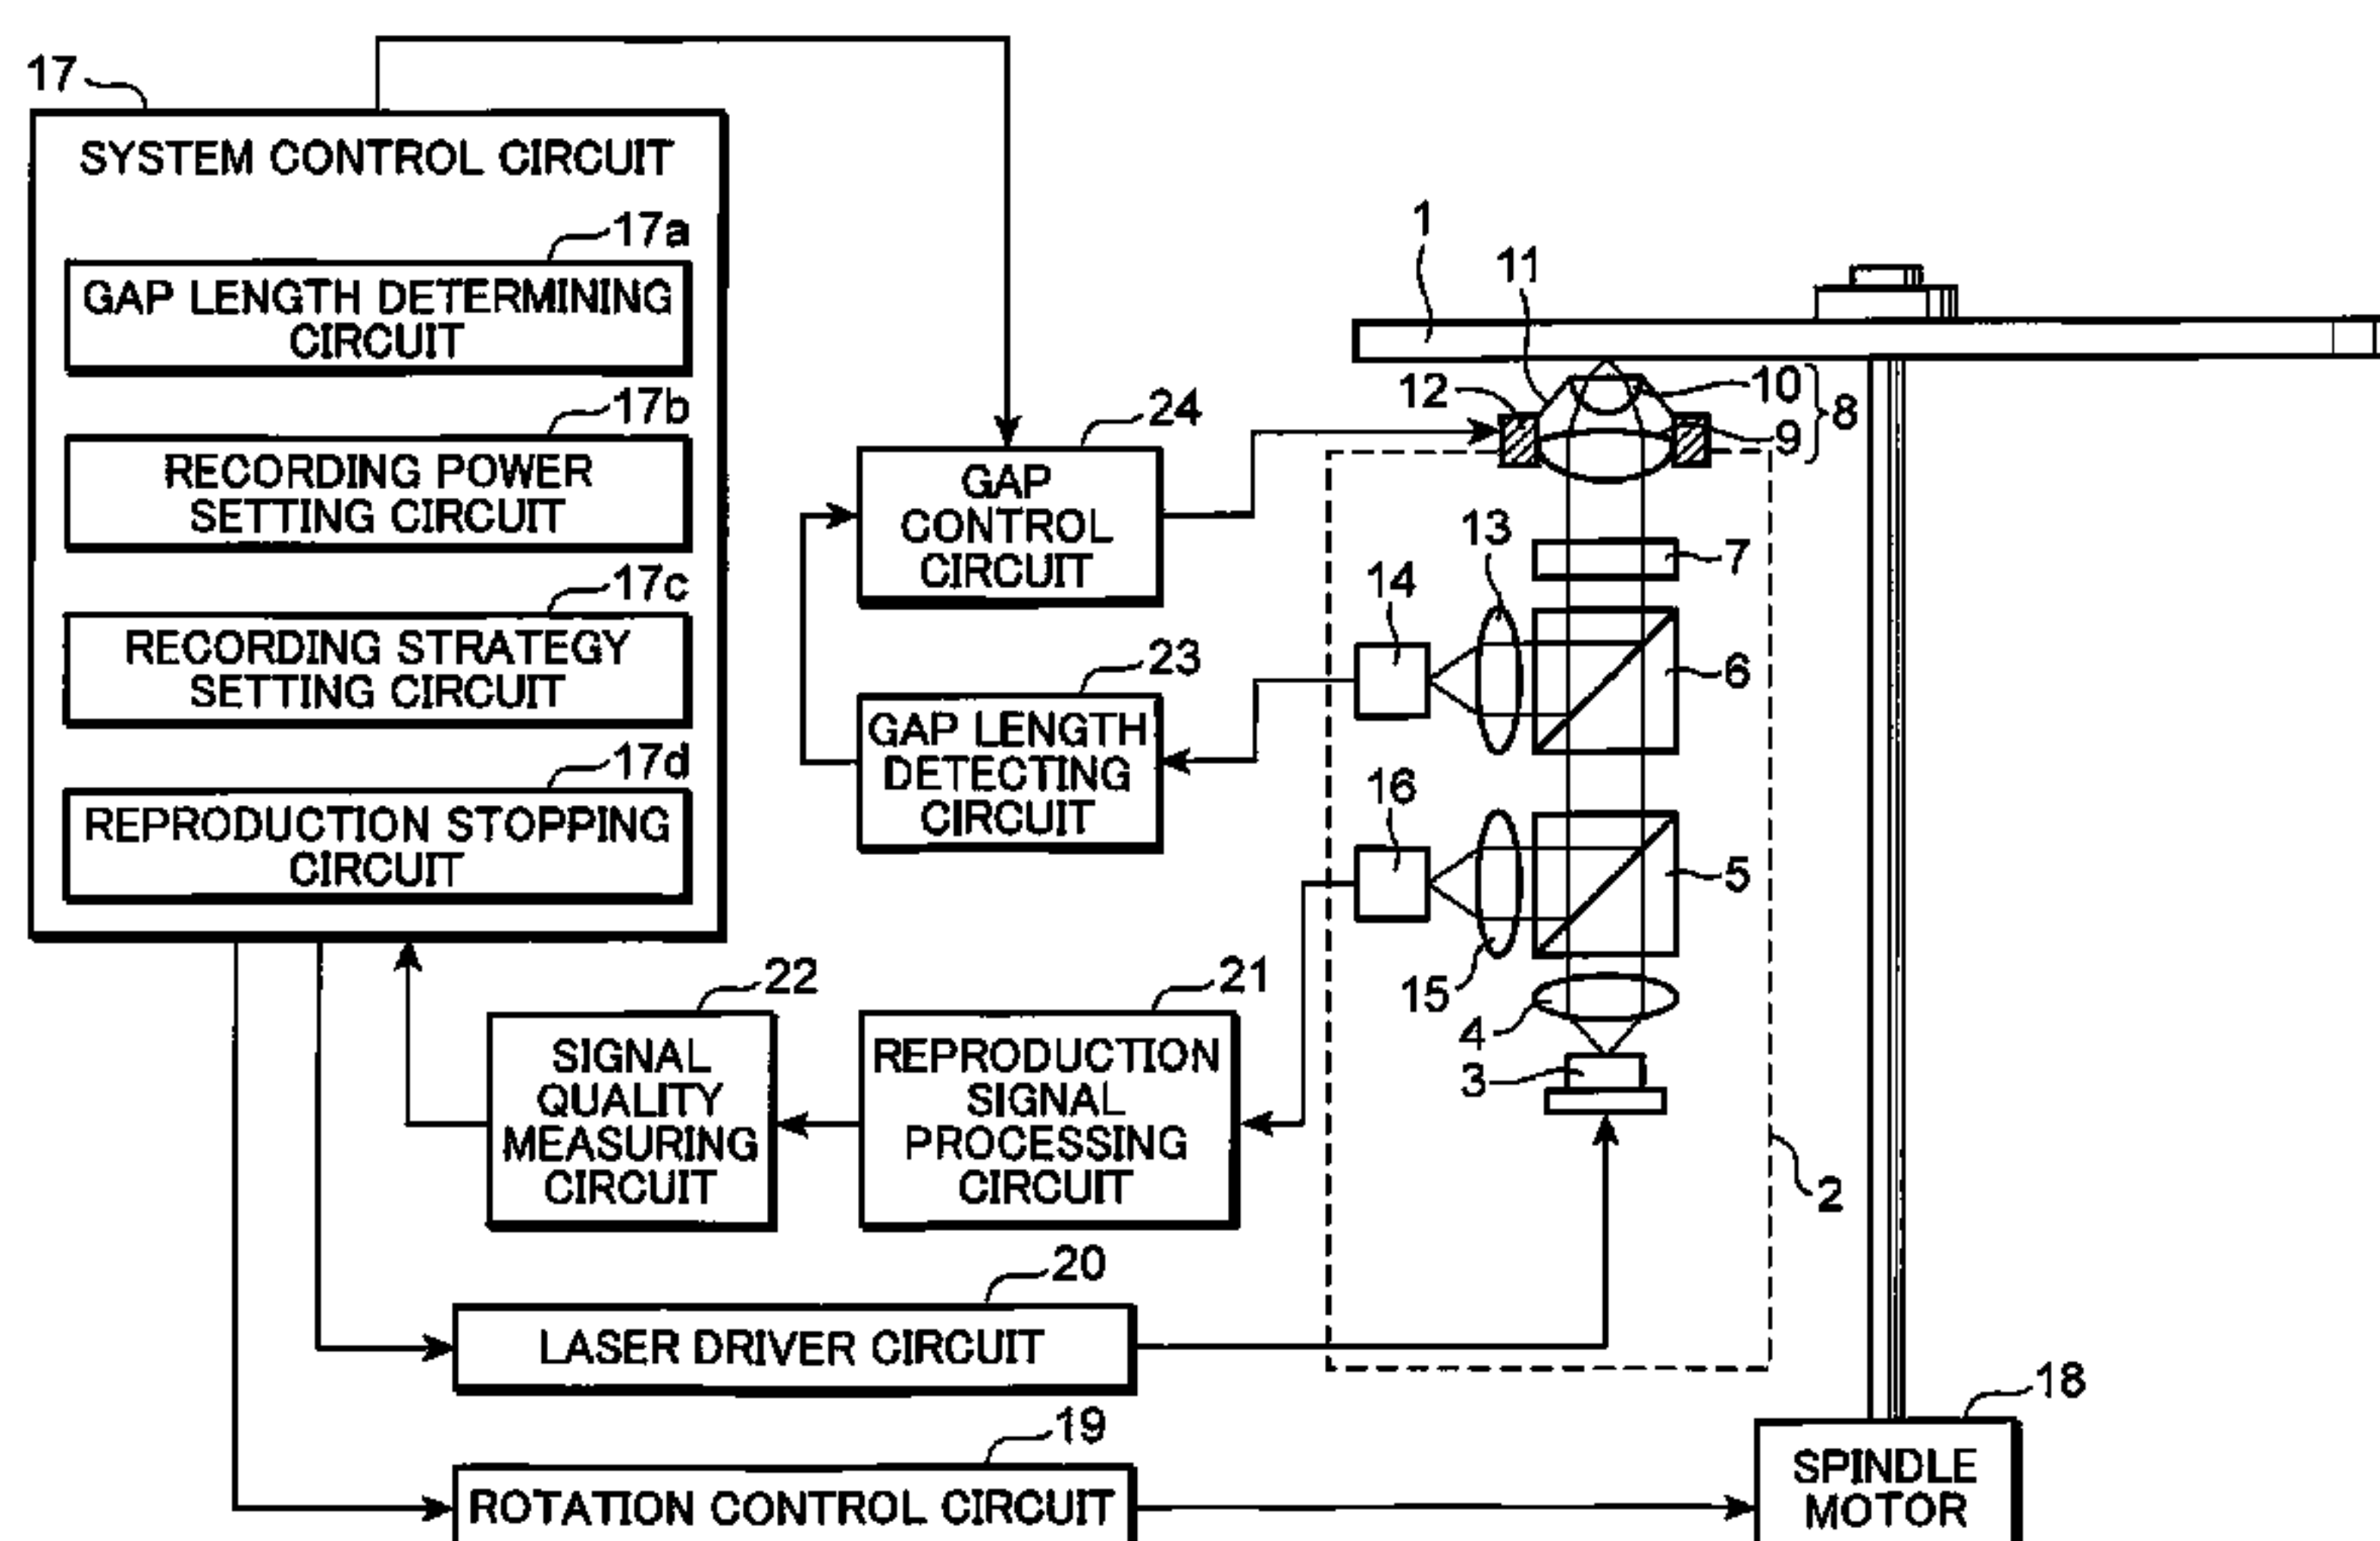 17
SYSTEM CONTROL CIRCUIT
17a
GAP LENGTH DETERMINING
CIRCUIT
17b
RECORDING POWER
SETTING CIRCUIT
17c
RECORDING STRATEGY
SETTING CIRCUIT
17d
REPRODUCTION STOPPING
CIRCUIT
24
GAP
CONTROL
CIRCUIT
23
GAP LENGTH
DETECTING
CIRCUIT
22
SIGNAL
QUALITY
MEASURING
CIRCUIT
21
REPRODUCTION
SIGNAL
PROCESSING
CIRCUIT
20
LASER DRIVER CIRCUIT
19
ROTATION CONTROL CIRCUIT
1
11
12
10
9
8
13
7
14
6
16
5
15
4
3
2
18
SPINDLE
MOTOR